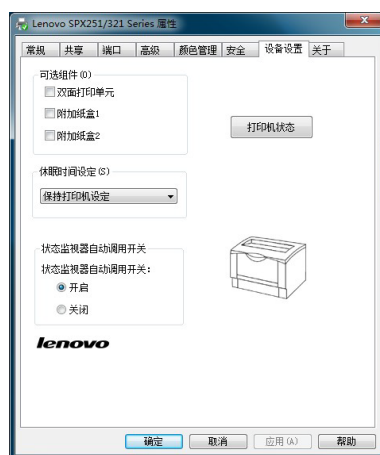 Lenovo SPX251/321 Series 属性
常规 共享 端口 高级 颜色管理 安全 设备设置 关于
可选组件(O)
双面打印单元
附加纸盒1
附加纸盒2
打印机状态
休眠时间设定(S)
保持打印机设定
状态监视器自动调用开关
状态监视器自动调用开关:
开启
关闭
lenovo
确定 取消 应用(A) 帮助